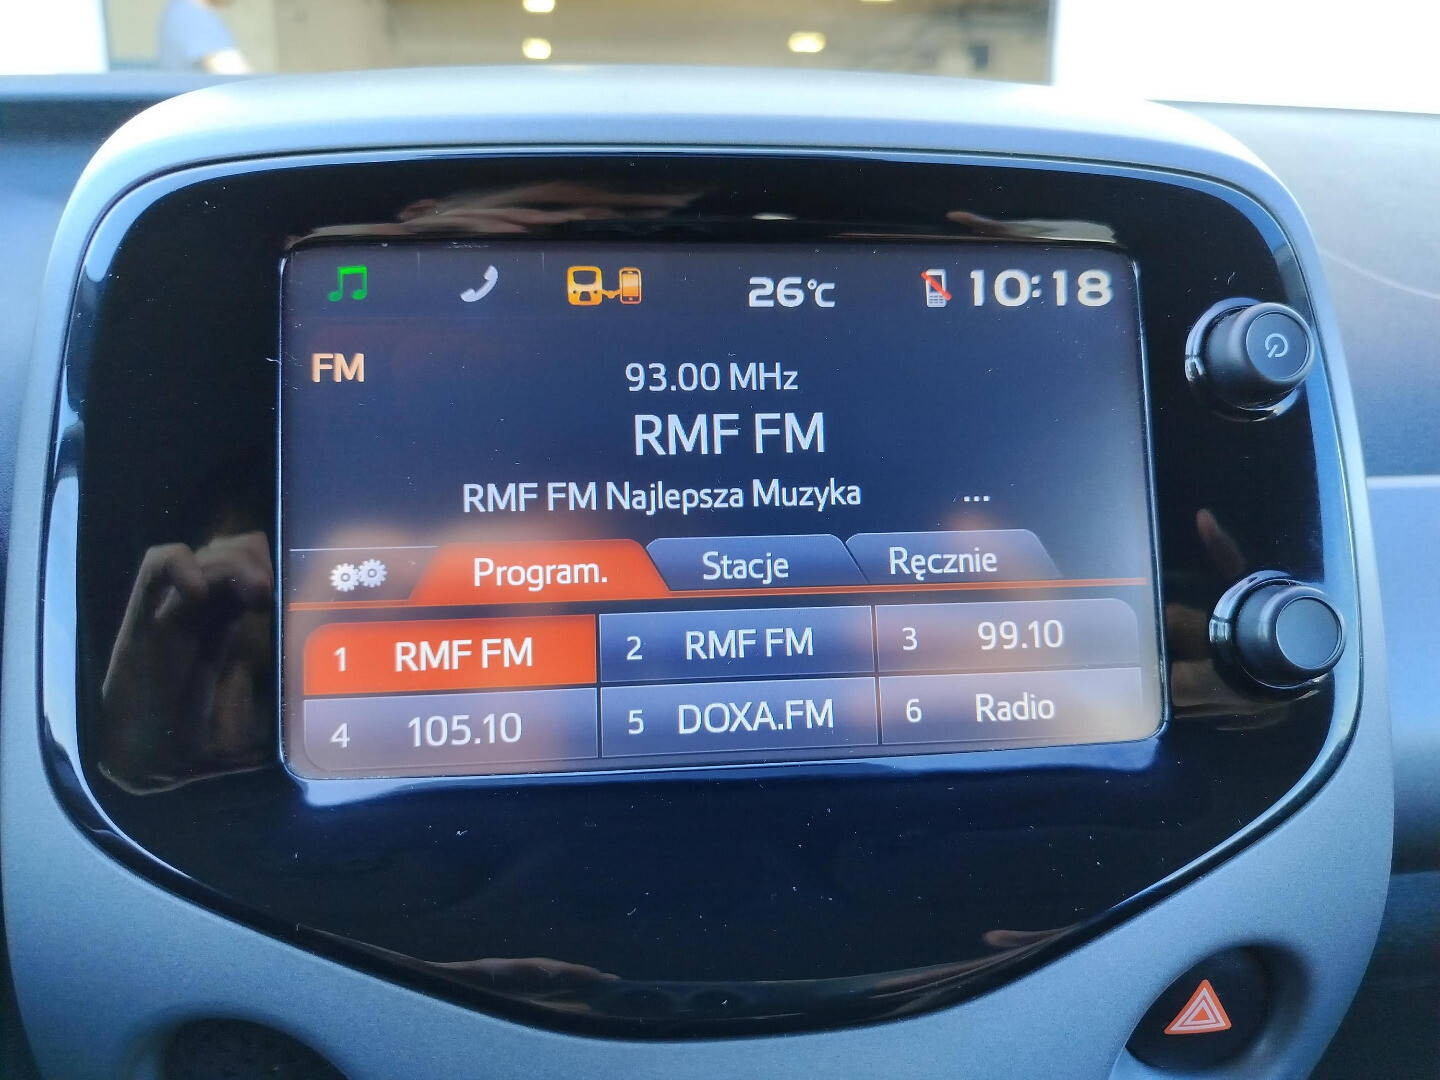 26°C 10:18
FM
93.00 MHz
RMF FM
RMF FM Najlepsza Muzyka ...
Program. Stacje Ręcznie
1 RMF FM 2 RMF FM 3 99.10
4 105.10 5 DOXA.FM 6 Radio